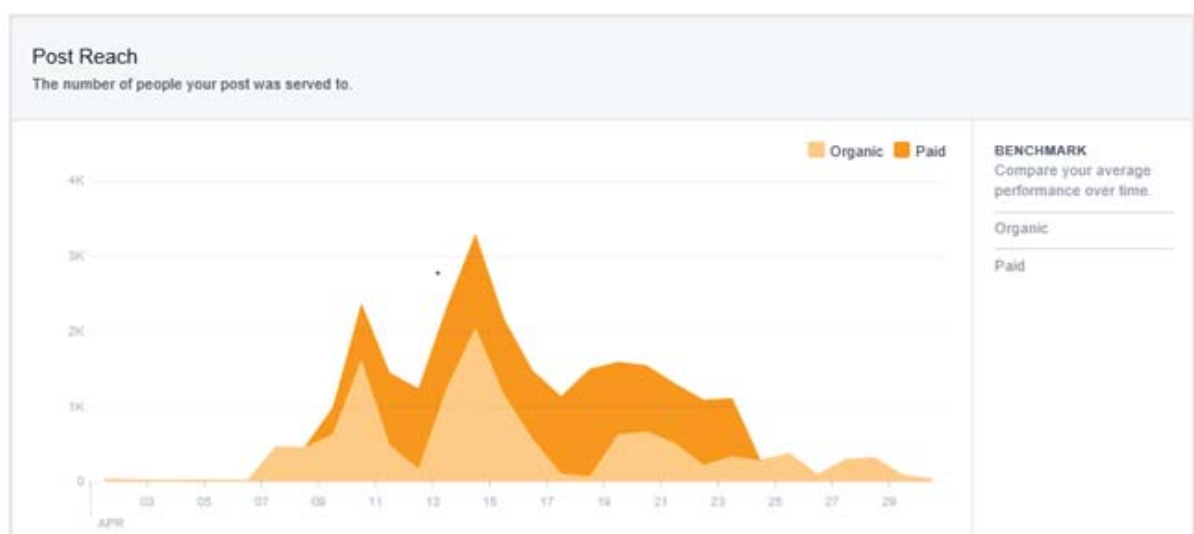 Post Reach
The number of people your post was served to.
Organic Paid
BENCHMARK
Compare your average
performance over time.
Organic
Paid
4K
3K
2K
1K
0
03 05 07 09 11 13 15 17 19 21 23 25 27 29
APR